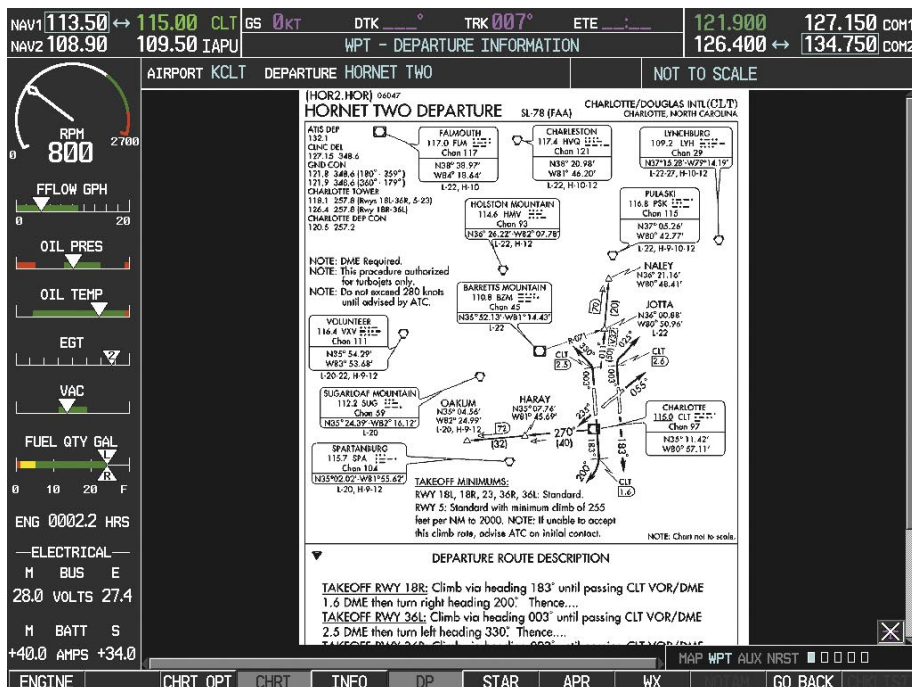 NAV1 113.50 ↔ 115.00 CLT
NAV2 108.90 109.50 IAPU
GS 0KT DTK ___° TRK 007° ETE __:__
WPT - DEPARTURE INFORMATION
121.900 127.150 COM1
126.400 ↔ 134.750 COM2
AIRPORT KCLT DEPARTURE HORNET TWO NOT TO SCALE
RPM
0 800 2700
FFLOW GPH
0 20
OIL PRES
OIL TEMP
EGT
2
VAC
FUEL QTY GAL
L
R
0 10 20 F
ENG 0002.2 HRS
ELECTRICAL
M BUS E
28.0 VOLTS 27.4
M BATT S
+40.0 AMPS +34.0
(HOR2.HOR) 06047
HORNET TWO DEPARTURE SL-78 (FAA)
CHARLOTTE/DOUGLAS INTL(CLT)
CHARLOTTE, NORTH CAROLINA
ATIS DEP
132.1
CLNC DEL
127.15 348.6
GND CON
121.8 348.6 (180° - 359°)
121.9 348.6 (360° - 179°)
CHARLOTTE TOWER
118.1 257.8 (Rwys 18L-36R, 5-23)
126.4 257.8 (Rwy 18R-36L)
CHARLOTTE DEP CON
120.5 257.2
FALMOUTH
117.0 FLM
Chan 117
N38° 38.97'
W84° 18.64'
L-22, H-10
CHARLESTON
117.4 HVQ
Chan 121
N38° 20.98'
W81° 46.20'
L-22, H-10-12
LYNCHBURG
109.2 LYH
Chan 29
N37°15.28'-W79°14.19'
L-22-27, H-10-12
PULASKI
116.8 PSK
Chan 115
N37° 05.26'
W80° 42.77'
L-22, H-9-10-12
HOLSTON MOUNTAIN
114.6 HMV
Chan 93
N36° 26.22'-W82° 07.78'
L-22, H-12
NOTE: DME Required.
NOTE: This procedure authorized
for turbojets only.
NOTE: Do not exceed 280 knots
until advised by ATC.
BARRETTS MOUNTAIN
110.8 BZM
Chan 45
N35°52.13'-W81°14.43'
L-22
NALEY
N36° 21.16'
W80° 48.41'
JOTTA
N36° 00.88'
W80° 50.96'
L-22
(20)
VOLUNTEER
116.4 VXV
Chan 111
N35° 54.29'
W83° 53.68'
L-20-22, H-9-12
CLT
2.5
330°
003°
003°
025°
CLT
2.6
055°
SUGARLOAF MOUNTAIN
112.2 SUG
Chan 59
N35°24.39'-W82°16.12'
L-20
OAKUM
N35° 04.56'
W82° 24.99'
L-20, H-9-12
HARAY
N35°07.76'
W81° 45.69'
72
(32)
270°
(40)
CHARLOTTE
115.0 CLT
Chan 97
N35° 11.42'
W80° 57.11'
183°
183°
200°
CLT
1.6
SPARTANBURG
115.7 SPA
Chan 104
N35°02.02'-W81°55.62'
L-20, H-9-12
TAKEOFF MINIMUMS:
RWY 18L, 18R, 23, 36R, 36L: Standard.
RWY 5: Standard with minimum climb of 255
feet per NM to 2000. NOTE: If unable to accept
this climb rate, advise ATC on initial contact.
NOTE: Chart not to scale.
DEPARTURE ROUTE DESCRIPTION
TAKEOFF RWY 18R: Climb via heading 183° until passing CLT VOR/DME
1.6 DME then turn right heading 200°. Thence....
TAKEOFF RWY 36L: Climb via heading 003° until passing CLT VOR/DME
2.5 DME then turn left heading 330°. Thence....
MAP WPT AUX NRST
ENGINE CHRT OPT CHRT INFO DP STAR APR WX NOTAM GO BACK CHKLIST